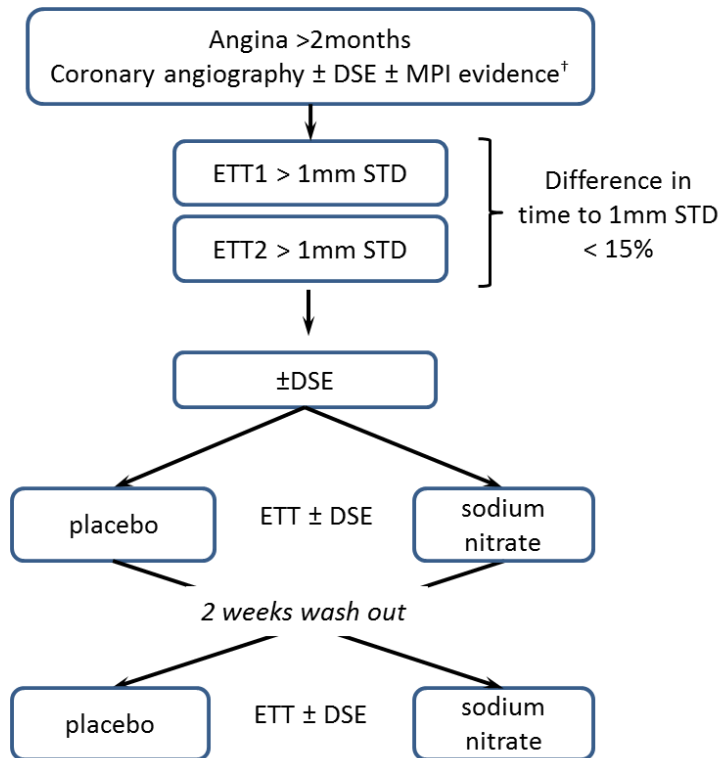 Angina >2months
Coronary angiography ± DSE ± MPI evidence†
ETT1 > 1mm STD
ETT2 > 1mm STD
Difference in
time to 1mm STD
< 15%
±DSE
placebo
ETT ± DSE
sodium
nitrate
2 weeks wash out
placebo
ETT ± DSE
sodium
nitrate